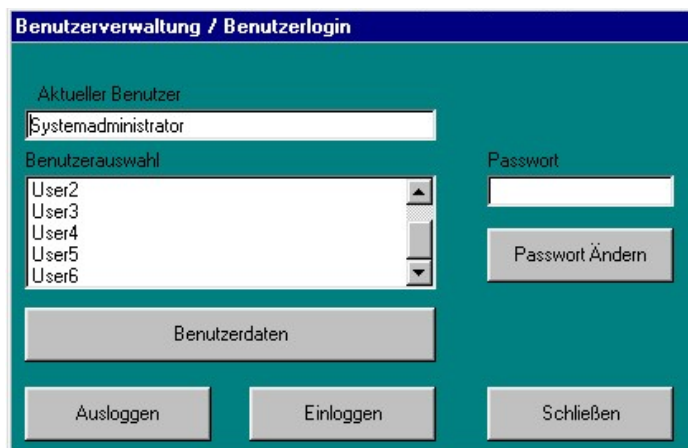 Benutzerverwaltung / Benutzerlogin
Aktueller Benutzer
Systemadministrator
Benutzerauswahl
Passwort
User2
User3
User4
User5
User6
Passwort Ändern
Benutzerdaten
Ausloggen
Einloggen
Schließen